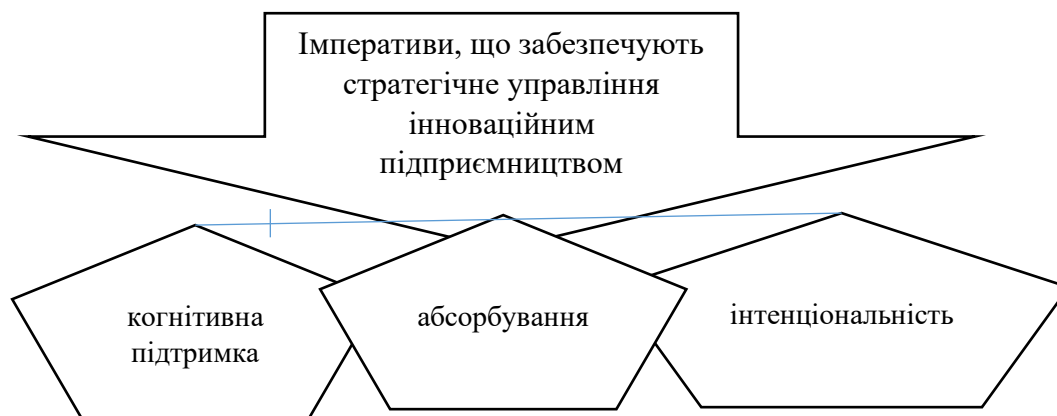 Імперативи, що забезпечують
стратегічне управління
інноваційним
підприємництвом
когнітивна
підтримка
абсорбування
інтенціональність